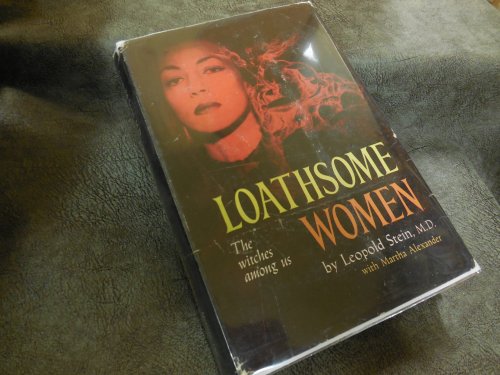 LOATHSOME
WOMEN
The
witches
among us
by Leopold Stein, M.D.
with Martha Alexander